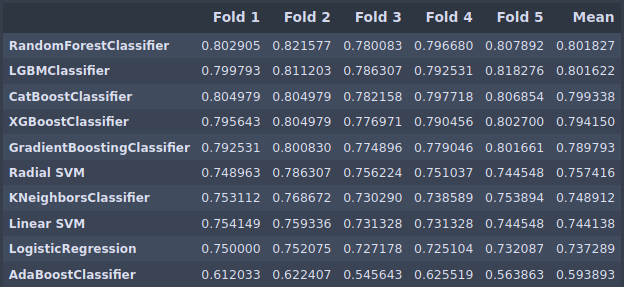 Fold 1 Fold 2 Fold 3 Fold 4 Fold 5 Mean
RandomForestClassifier 0.802905 0.821577 0.780083 0.796680 0.807892 0.801827
LGBMClassifier 0.799793 0.811203 0.786307 0.792531 0.818276 0.801622
CatBoostClassifier 0.804979 0.804979 0.782158 0.797718 0.806854 0.799338
XGBoostClassifier 0.795643 0.804979 0.776971 0.790456 0.802700 0.794150
GradientBoostingClassifier 0.792531 0.800830 0.774896 0.779046 0.801661 0.789793
Radial SVM 0.748963 0.786307 0.756224 0.751037 0.744548 0.757416
KNeighborsClassifier 0.753112 0.768672 0.730290 0.738589 0.753894 0.748912
Linear SVM 0.754149 0.759336 0.731328 0.731328 0.744548 0.744138
LogisticRegression 0.750000 0.752075 0.727178 0.725104 0.732087 0.737289
AdaBoostClassifier 0.612033 0.622407 0.545643 0.625519 0.563863 0.593893